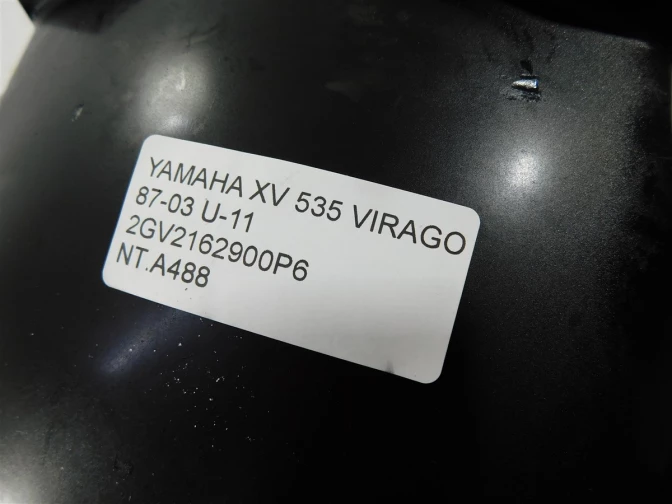 YAMAHA XV 535 VIRAGO
87-03 U-11
2GV2162900P6
NT.A488